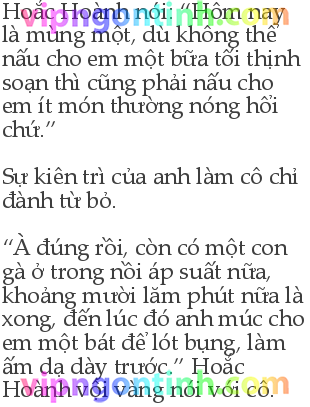 vipngontinh.com
Hoắc Hoành nói: “Hôm nay
là mùng một, dù không thể
nấu cho em một bữa tối thịnh
soạn thì cũng phải nấu cho
em ít món thường nóng hổi
chứ.”
Sự kiên trì của anh làm cô chỉ
đành từ bỏ.
“À đúng rồi, còn có một con
gà ở trong nồi áp suất nữa,
khoảng mười lăm phút nữa là
xong, đến lúc đó anh múc cho
em một bát để lót bụng, làm
ấm dạ dày trước.” Hoắc
Hoành vội vàng nói với cô.
vipngontinh.com